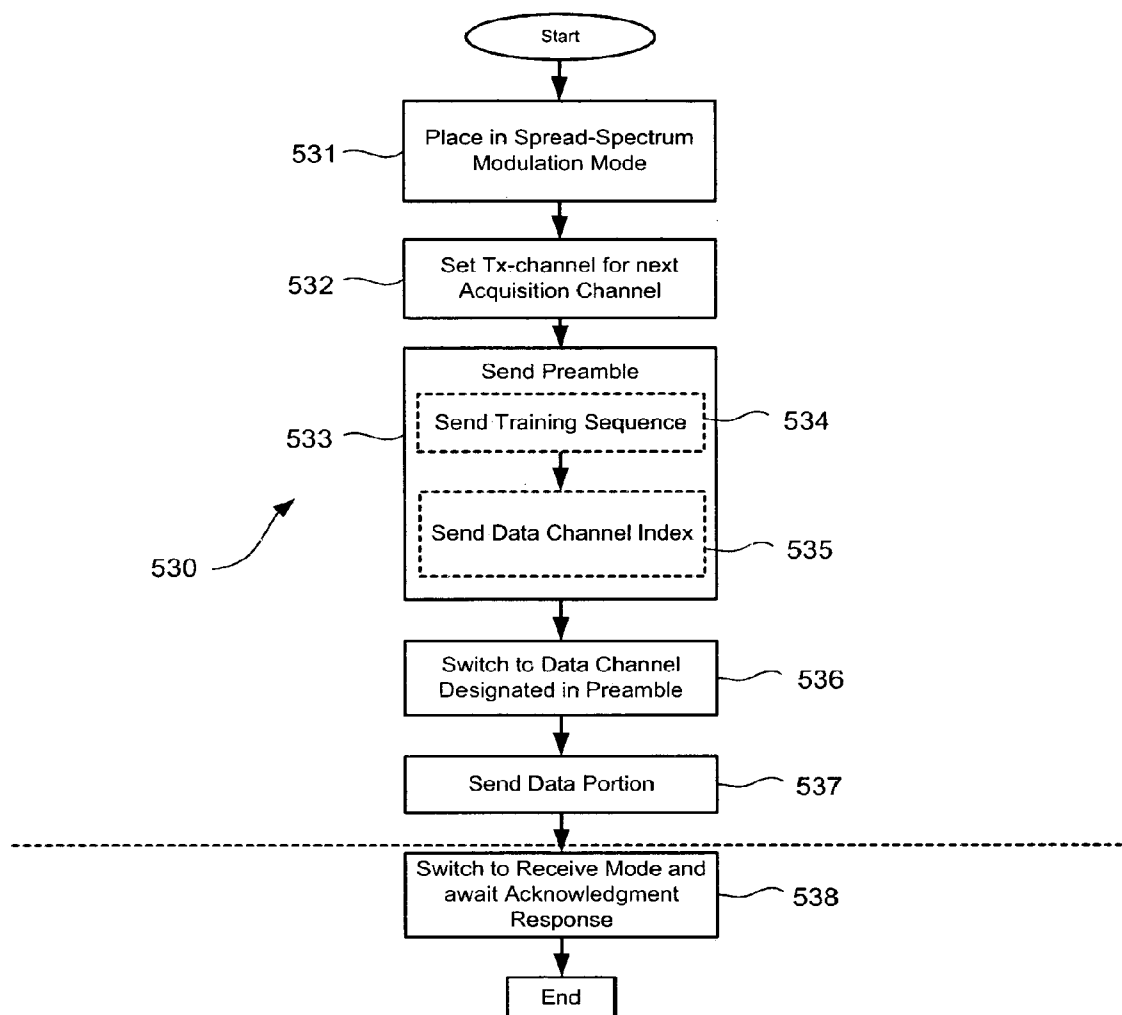 Start
531
Place in Spread-Spectrum
Modulation Mode
532
Set Tx-channel for next
Acquisition Channel
533
Send Preamble
Send Training Sequence
534
Send Data Channel Index
535
530
Switch to Data Channel
Designated in Preamble
536
Send Data Portion
537
Switch to Receive Mode and
await Acknowledgment
Response
538
End